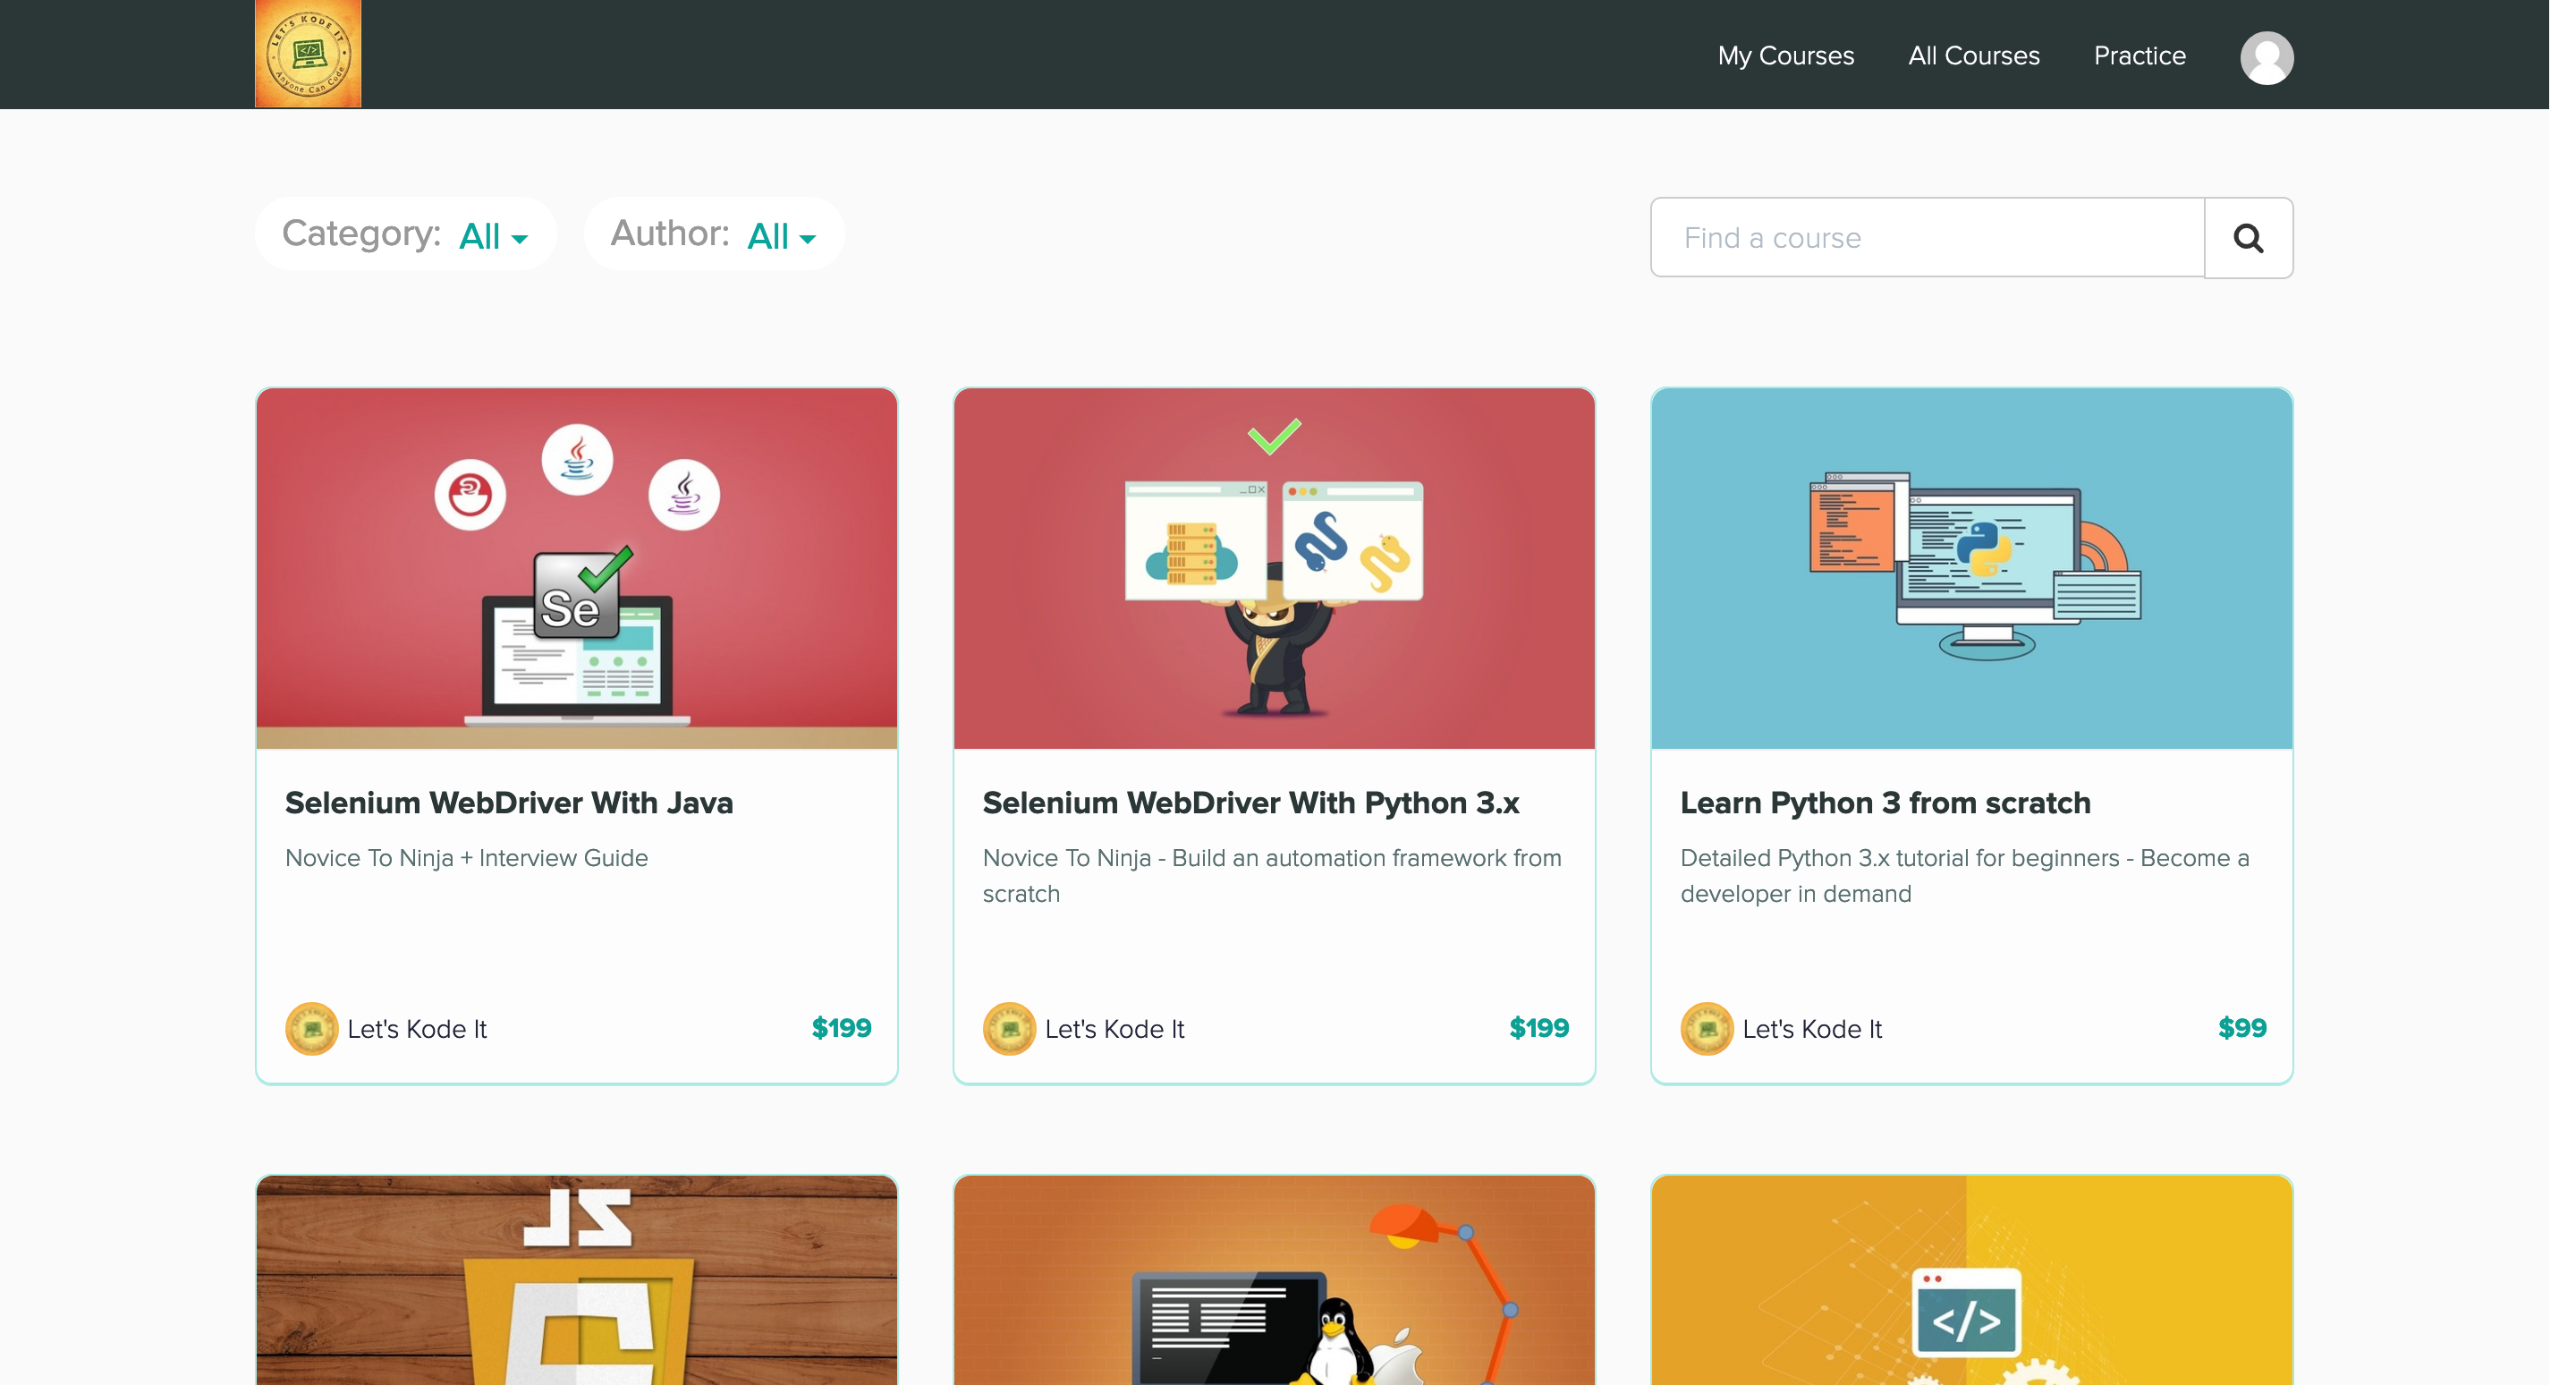 LET'S KODE IT
Anyone Can Code
My Courses
All Courses
Practice
Category: All
Author: All
Find a course
Se
Selenium WebDriver With Java
Novice To Ninja + Interview Guide
Let's Kode It
$199
Selenium WebDriver With Python 3.x
Novice To Ninja - Build an automation framework from
scratch
Let's Kode It
$199
Learn Python 3 from scratch
Detailed Python 3.x tutorial for beginners - Become a
developer in demand
Let's Kode It
$99
JS
</>